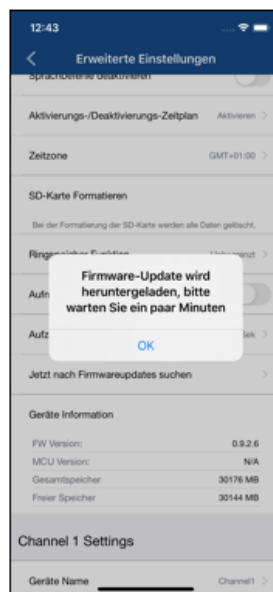 12:43
Erweiterte Einstellungen
Sprachbefehle deaktivieren
Aktivierungs-/Deaktivierungs-Zeitplan Aktivieren
Zeitzone GMT+01:00
SD-Karte Formatieren
Bei der Formatierung der SD-Karte werden alle Daten gelöscht.
Firmware-Update wird
heruntergeladen, bitte
warten Sie ein paar Minuten
OK
Jetzt nach Firmwareupdates suchen
Geräte Information
FW Version: 0.9.2.6
MCU Version: N/A
Gesamtspeicher 30176 MB
Freier Speicher 30144 MB
Channel 1 Settings
Geräte Name Channel1